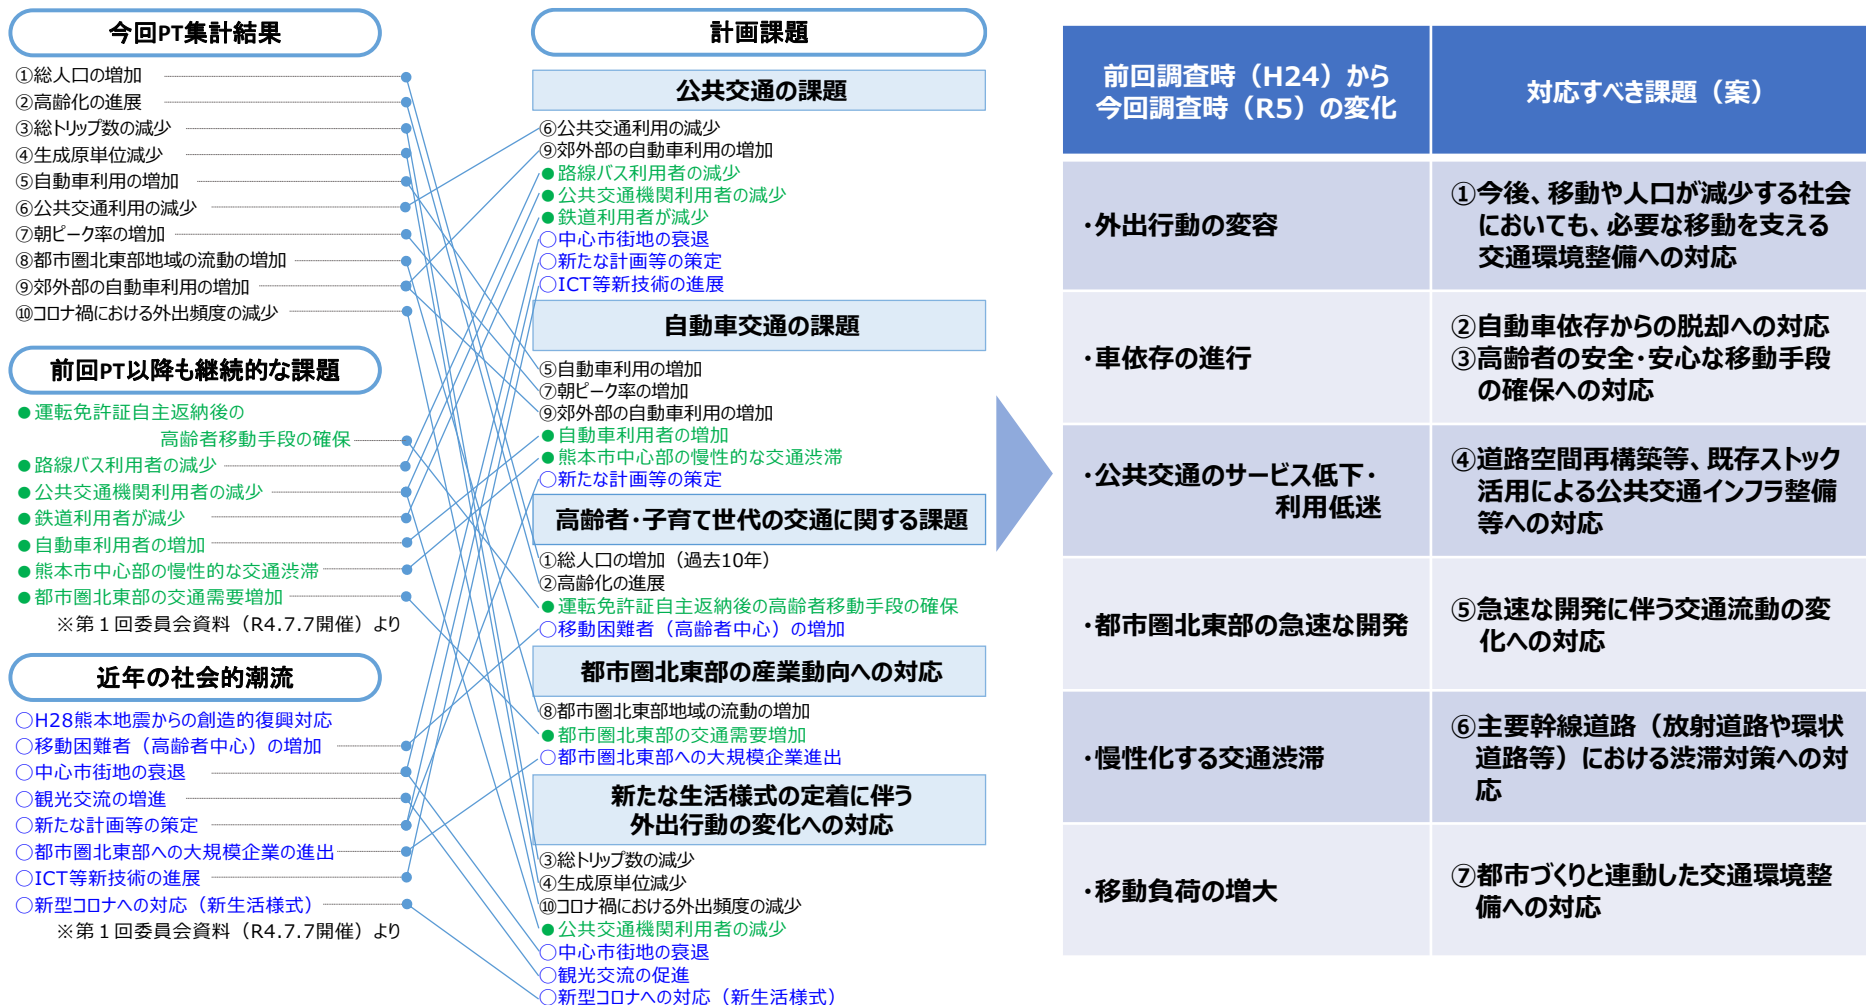 今回PT集計結果
①総人口の増加
②高齢化の進展
③総トリップ数の減少
④生成原単位減少
⑤自動車利用の増加
⑥公共交通利用の減少
⑦朝ピーク率の増加
⑧都市圏北東部地域の流動の増加
⑨郊外部の自動車利用の増加
⑩コロナ禍における外出頻度の減少
前回PT以降も継続的な課題
●運転免許証自主返納後の
高齢者移動手段の確保
●路線バス利用者の減少
●公共交通機関利用者の減少
●鉄道利用者が減少
●自動車利用者の増加
●熊本市中心部の慢性的な交通渋滞
●都市圏北東部の交通需要増加
※第１回委員会資料（R4.7.7開催）より
近年の社会的潮流
○H28熊本地震からの創造的復興対応
○移動困難者（高齢者中心）の増加
○中心市街地の衰退
○観光交流の増進
○新たな計画等の策定
○都市圏北東部への大規模企業の進出
○ICT等新技術の進展
○新型コロナへの対応（新生活様式）
※第１回委員会資料（R4.7.7開催）より
計画課題
公共交通の課題
⑥公共交通利用の減少
⑨郊外部の自動車利用の増加
●路線バス利用者の減少
●公共交通機関利用者の減少
●鉄道利用者が減少
○中心市街地の衰退
○新たな計画等の策定
○ICT等新技術の進展
自動車交通の課題
⑤自動車利用の増加
⑦朝ピーク率の増加
⑨郊外部の自動車利用の増加
●自動車利用者の増加
●熊本市中心部の慢性的な交通渋滞
○新たな計画等の策定
高齢者・子育て世代の交通に関する課題
①総人口の増加（過去10年）
②高齢化の進展
●運転免許証自主返納後の高齢者移動手段の確保
○移動困難者（高齢者中心）の増加
都市圏北東部の産業動向への対応
⑧都市圏北東部地域の流動の増加
●都市圏北東部の交通需要増加
○都市圏北東部への大規模企業進出
新たな生活様式の定着に伴う
外出行動の変化への対応
③総トリップ数の減少
④生成原単位減少
⑩コロナ禍における外出頻度の減少
●公共交通機関利用者の減少
○中心市街地の衰退
○観光交流の促進
○新型コロナへの対応（新生活様式）
前回調査時（H24）から
今回調査時（R5）の変化
対応すべき課題（案）
・外出行動の変容
①今後、移動や人口が減少する社会
においても、必要な移動を支える
交通環境整備への対応
・車依存の進行
②自動車依存からの脱却への対応
③高齢者の安全・安心な移動手段
の確保への対応
・公共交通のサービス低下・
利用低迷
④道路空間再構築等、既存ストック
活用による公共交通インフラ整備
等への対応
・都市圏北東部の急速な開発
⑤急速な開発に伴う交通流動の変
化への対応
・慢性化する交通渋滞
⑥主要幹線道路（放射道路や環状
道路等）における渋滞対策への対
応
・移動負荷の増大
⑦都市づくりと連動した交通環境整
備への対応